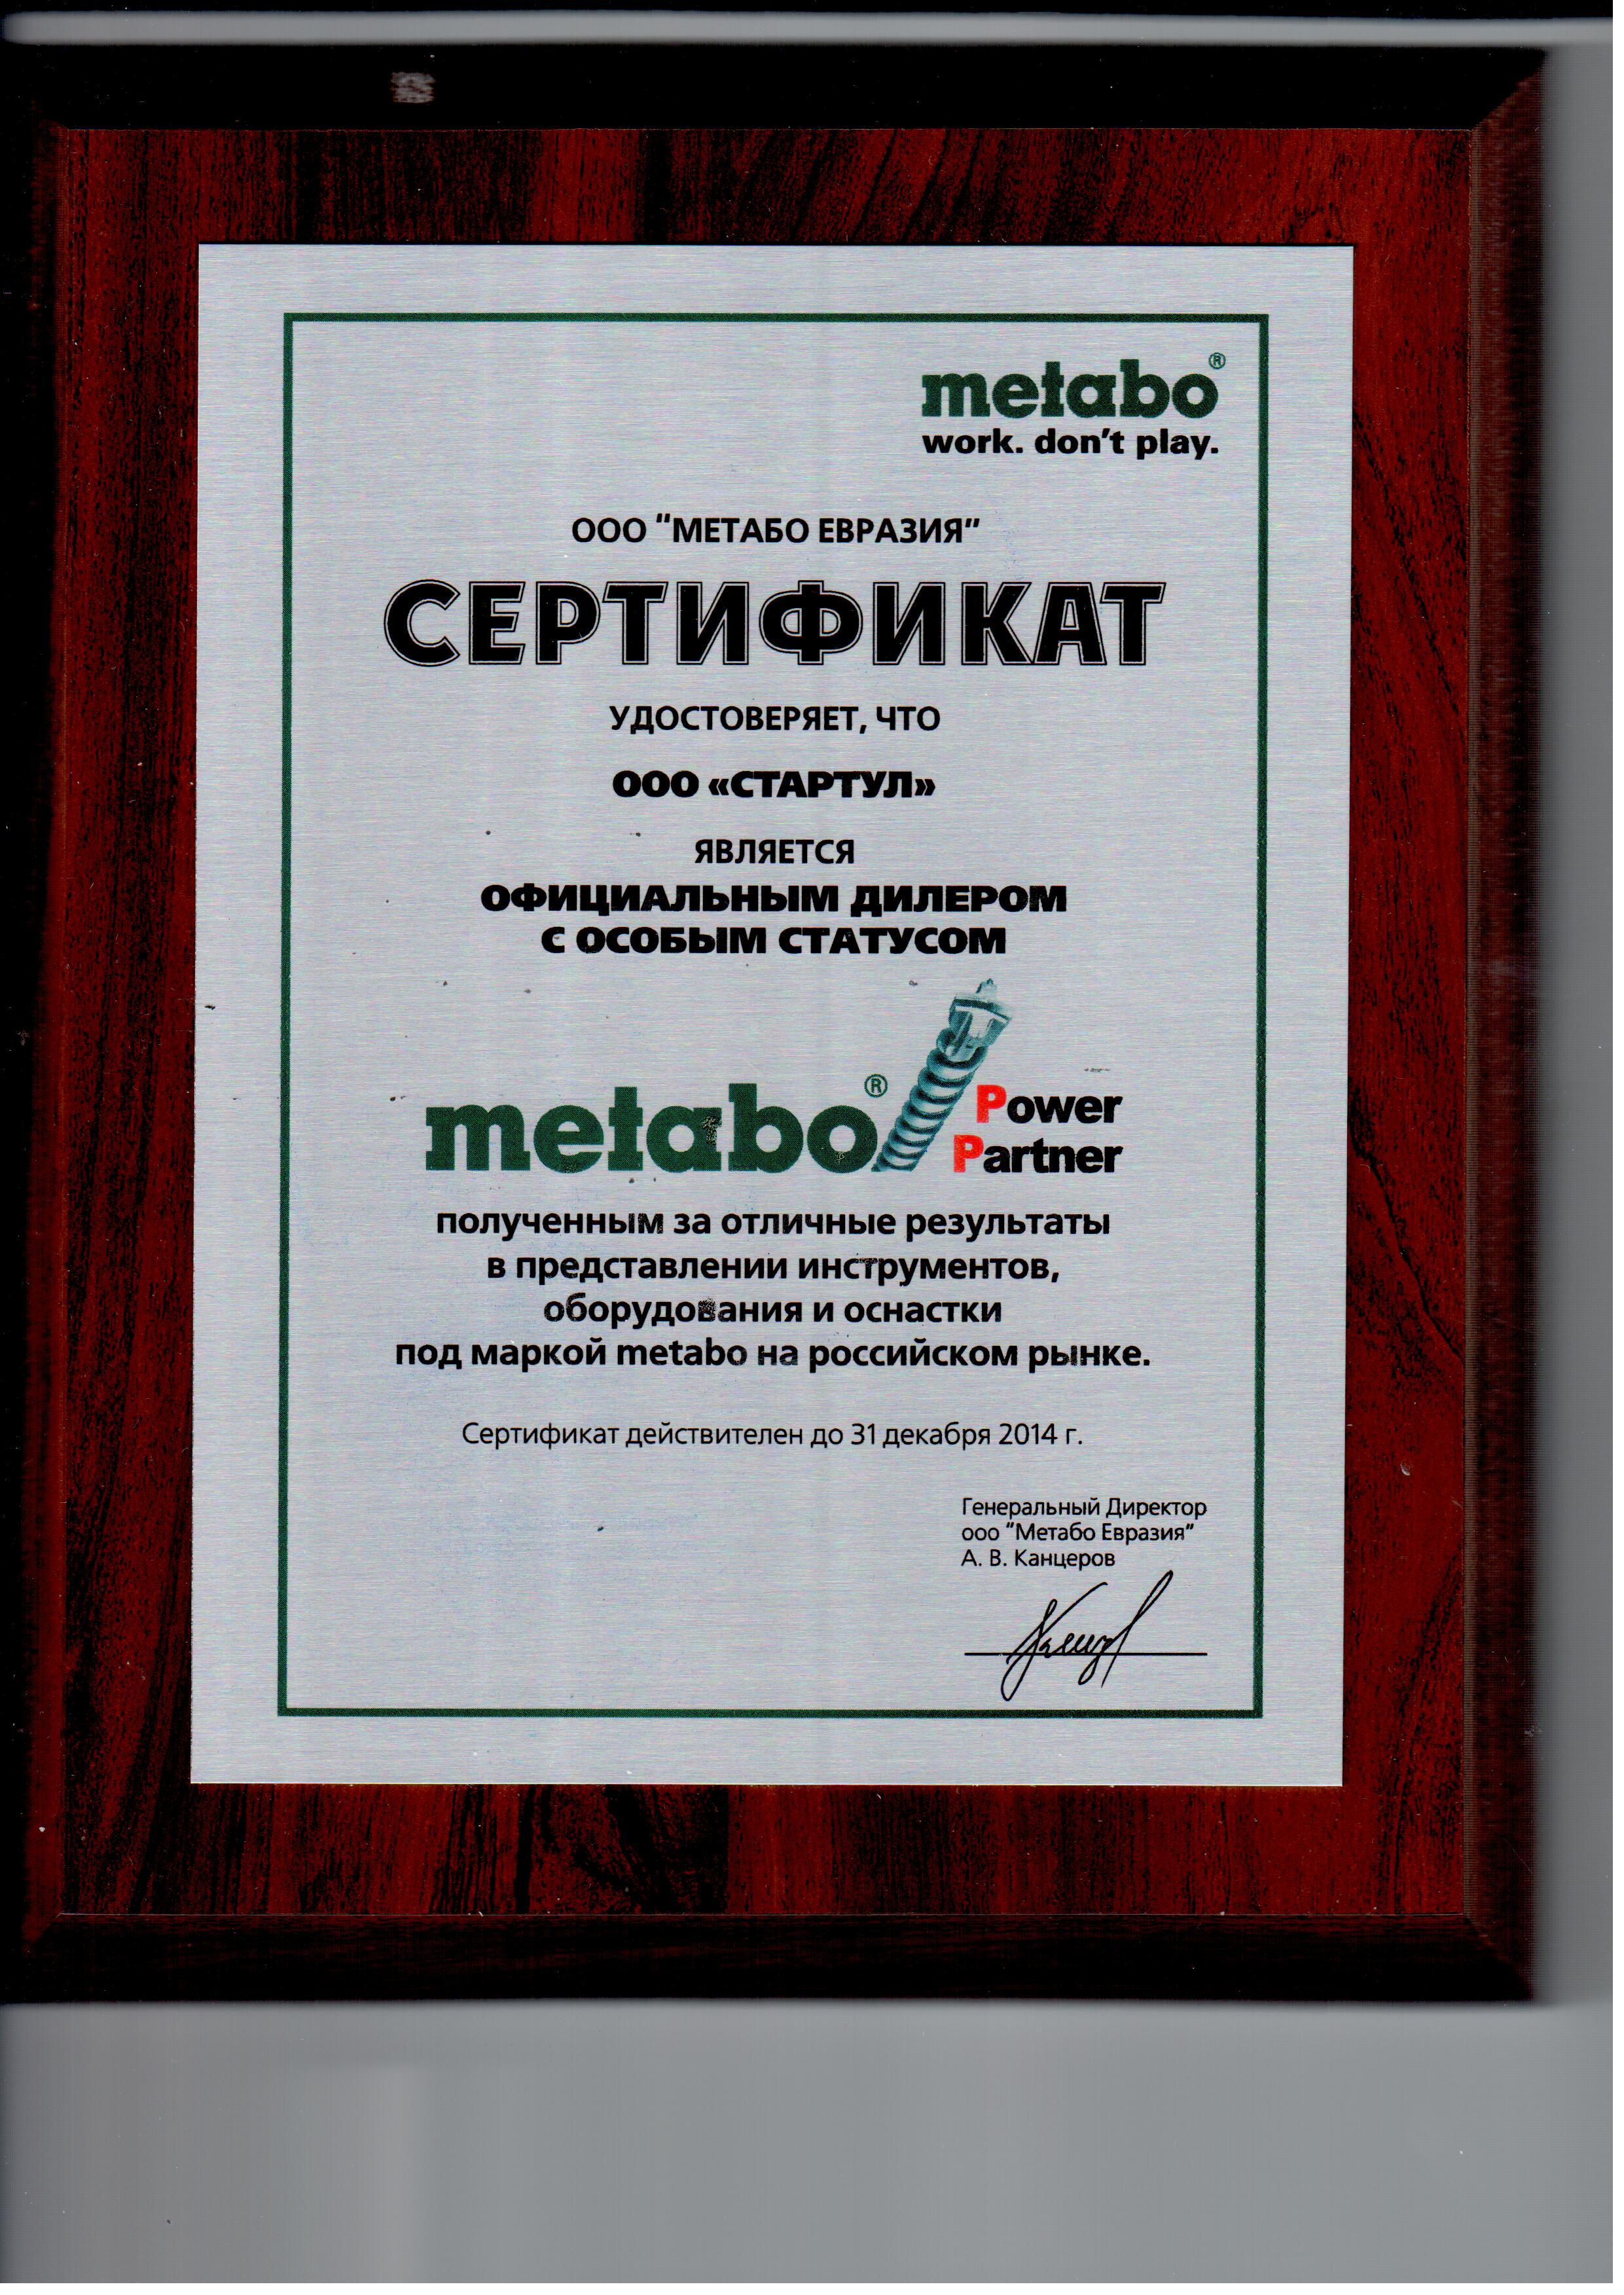 metabo®
work. don't play.
ООО "МЕТАБО ЕВРАЗИЯ"
СЕРТИФИКАТ
УДОСТОВЕРЯЕТ, ЧТО
ООО «СТАРТУЛ»
ЯВЛЯЕТСЯ
ОФИЦИАЛЬНЫМ ДИЛЕРОМ
С ОСОБЫМ СТАТУСОМ
metabo® Power
Partner
полученным за отличные результаты
в представлении инструментов,
оборудования и оснастки
под маркой metabo на российском рынке.
Сертификат действителен до 31 декабря 2014 г.
Генеральный Директор
ооо "Метабо Евразия"
А. В. Канцеров